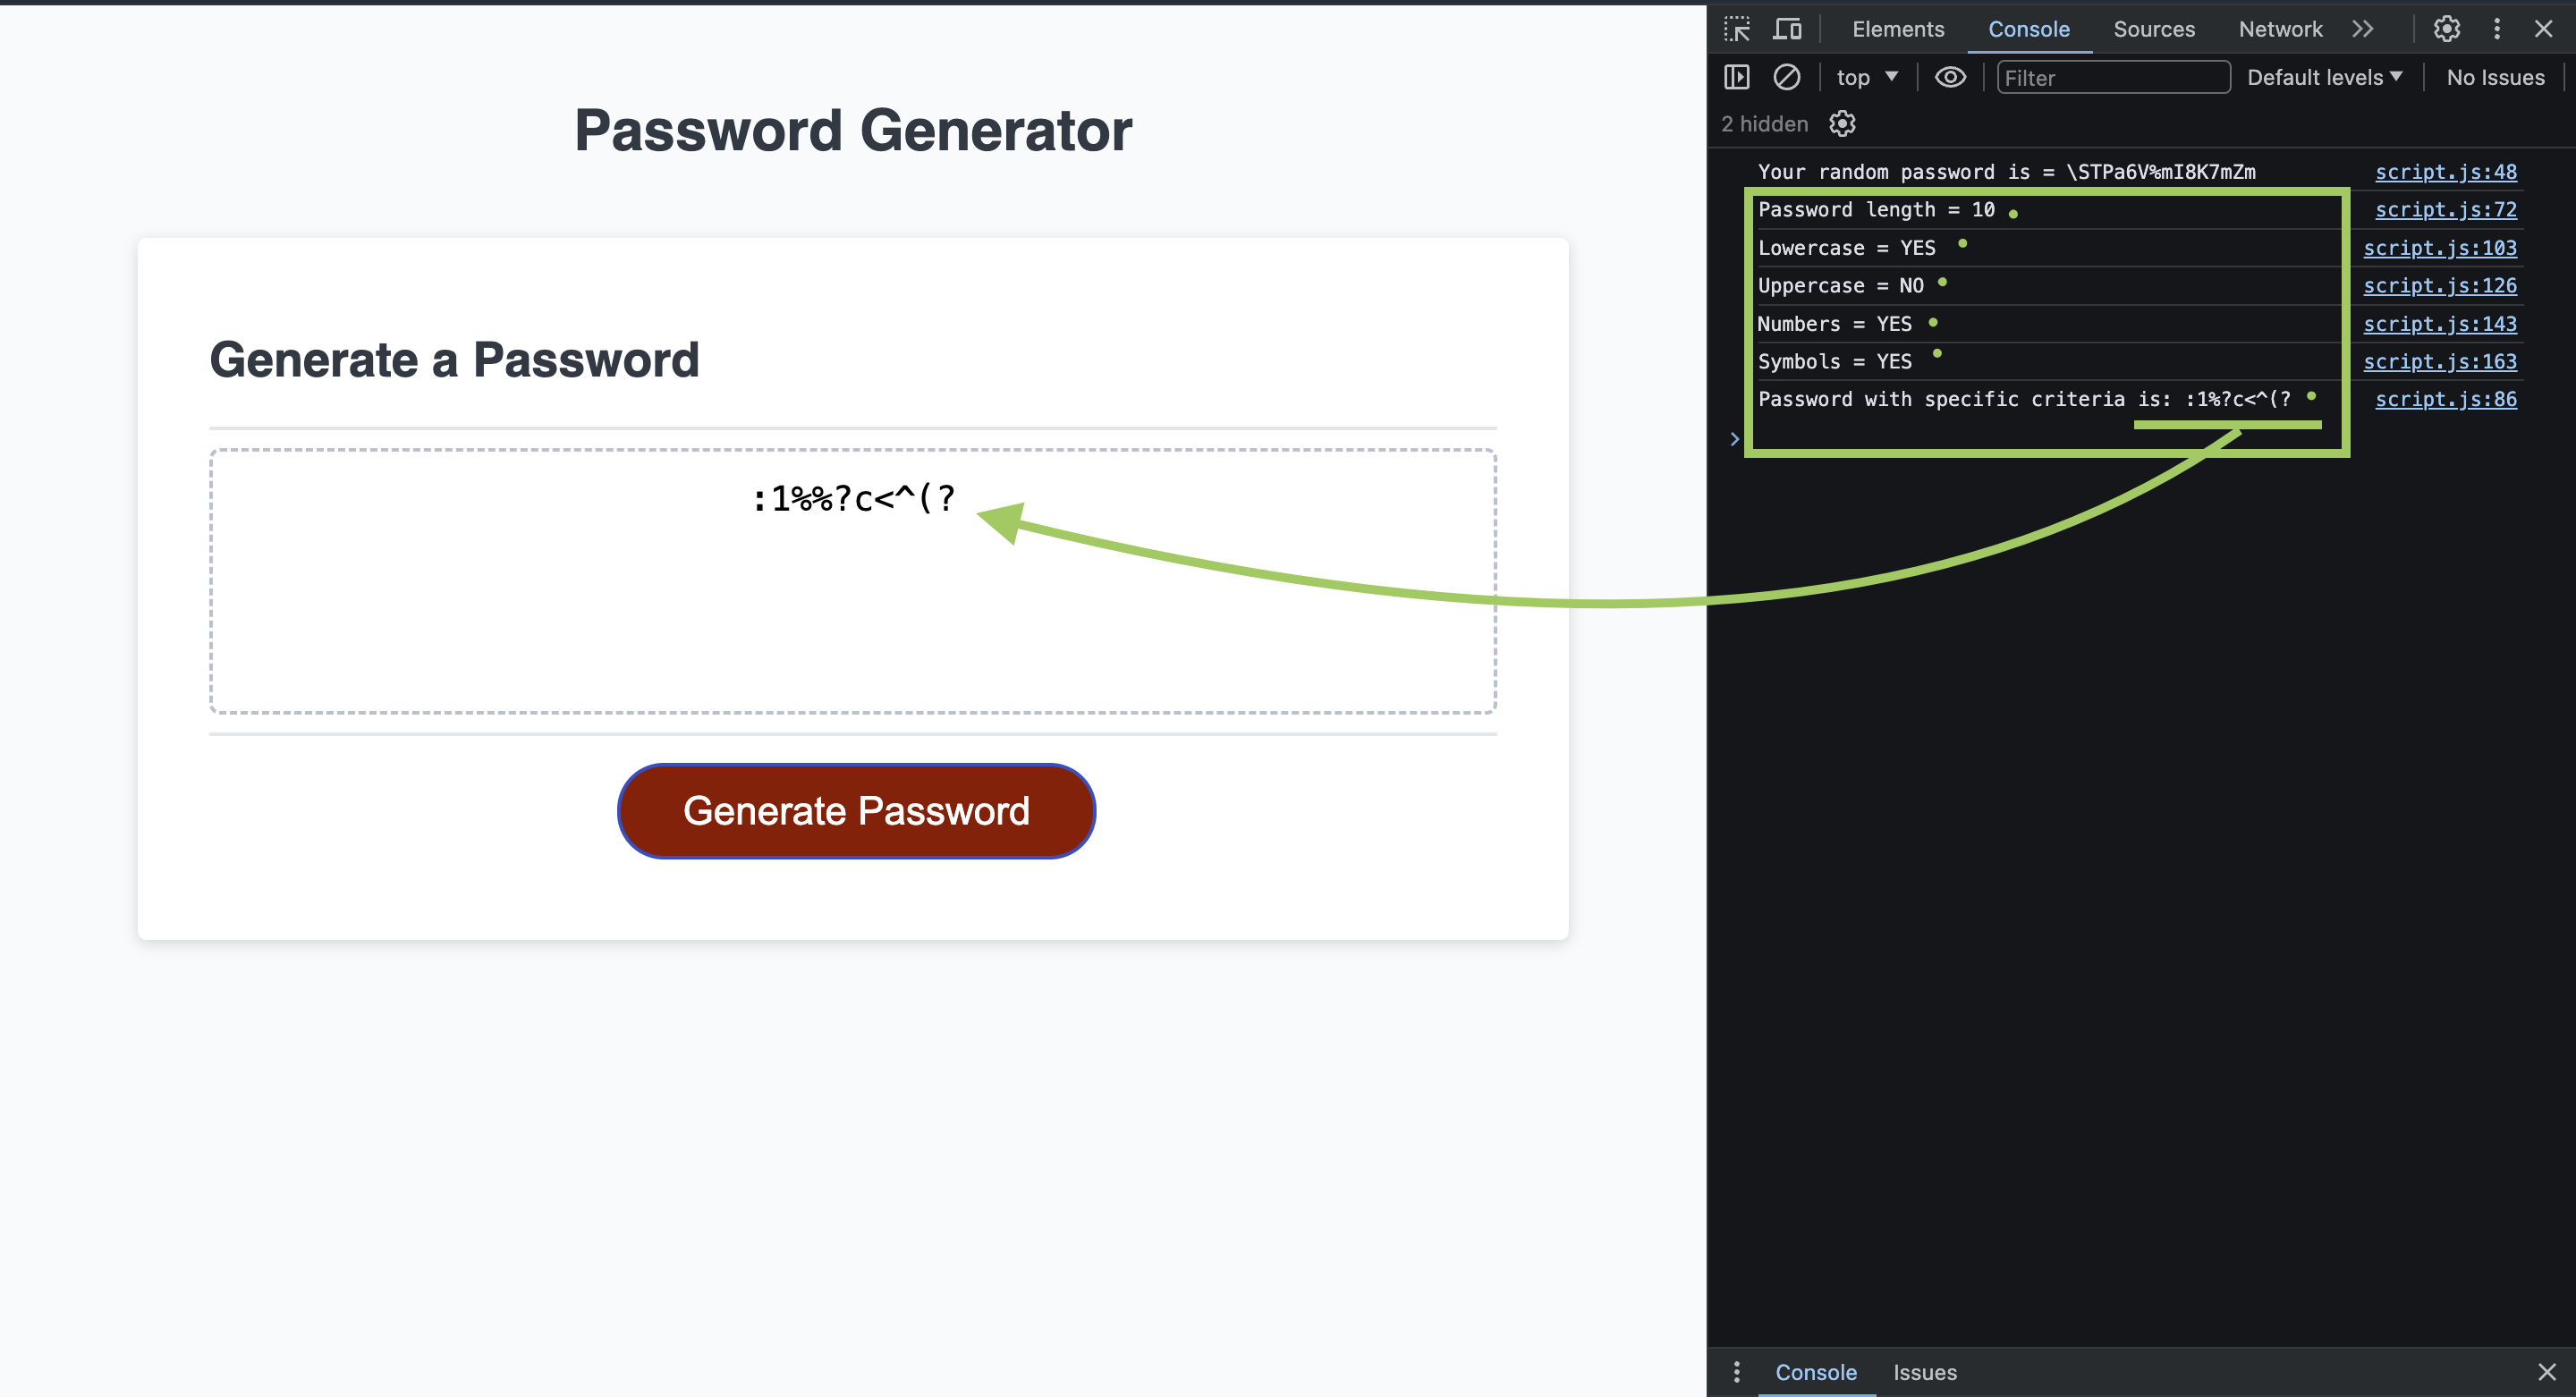 Password Generator
Generate a Password
:1%%?c<^(?
Generate Password
Elements Console Sources Network
top Filter Default levels No Issues
2 hidden
Your random password is = \STPa6V%mI8K7mZm script.js:48
Password length = 10 script.js:72
Lowercase = YES script.js:103
Uppercase = NO script.js:126
Numbers = YES script.js:143
Symbols = YES script.js:163
Password with specific criteria is: :1%?c<^(? script.js:86
Console Issues